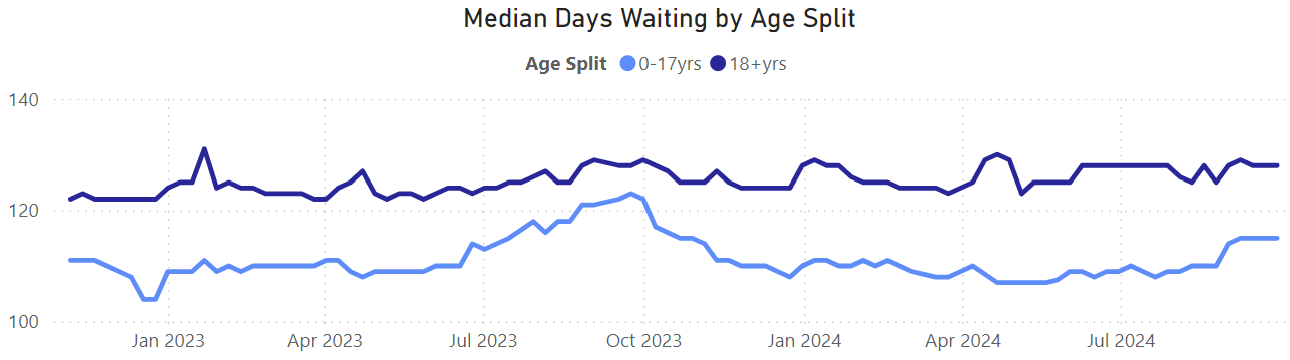 Median Days Waiting by Age Split
Age Split 0-17yrs 18+yrs
140
120
100
Jan 2023 Apr 2023 Jul 2023 Oct 2023 Jan 2024 Apr 2024 Jul 2024